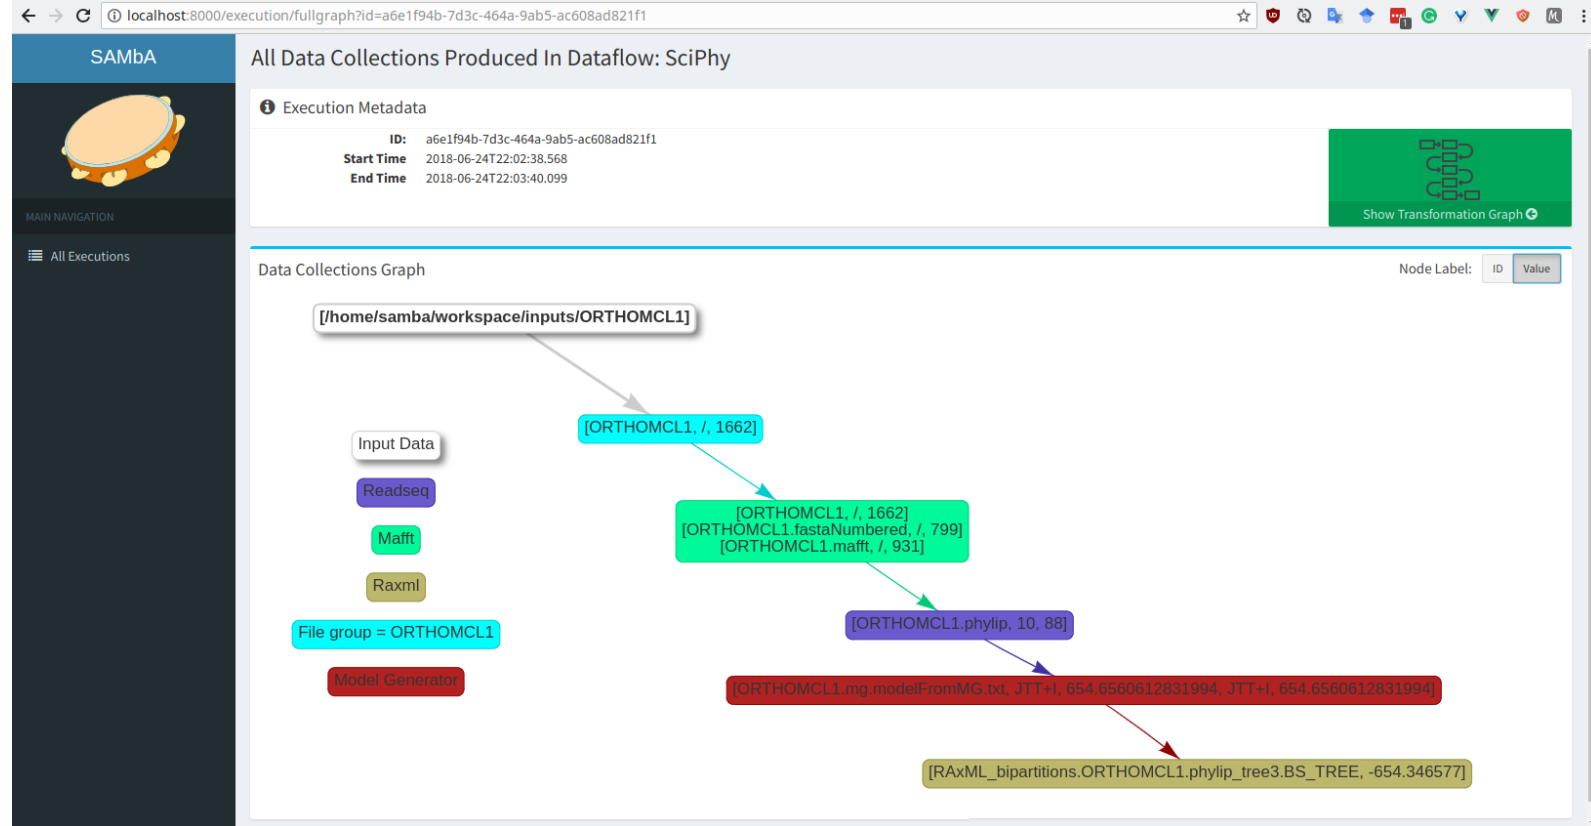 localhost:8000/execution/fullgraph?id=a6e1f94b-7d3c-464a-9ab5-ac608ad821f1
1
SAMbA
All Data Collections Produced In Dataflow: SciPhy
Execution Metadata
ID: a6e1f94b-7d3c-464a-9ab5-ac608ad821f1
Start Time 2018-06-24T22:02:38.568
End Time 2018-06-24T22:03:40.099
Show Transformation Graph
MAIN NAVIGATION
All Executions
Data Collections Graph
Node Label: ID Value
[/home/samba/workspace/inputs/ORTHOMCL1]
[ORTHOMCL1, /, 1662]
Input Data
Readseq
[ORTHOMCL1, /, 1662]
[ORTHOMCL1.fastaNumbered, /, 799]
[ORTHOMCL1.mafft, /, 931]
Mafft
Raxml
File group = ORTHOMCL1
[ORTHOMCL1.phylip, 10, 88]
Model Generator
[ORTHOMCL1.mg.modelFromMG.txt, JTT+I, 654.6560612831994, JTT+I, 654.6560612831994]
[RAxML_bipartitions.ORTHOMCL1.phylip_tree3.BS_TREE, -654.346577]